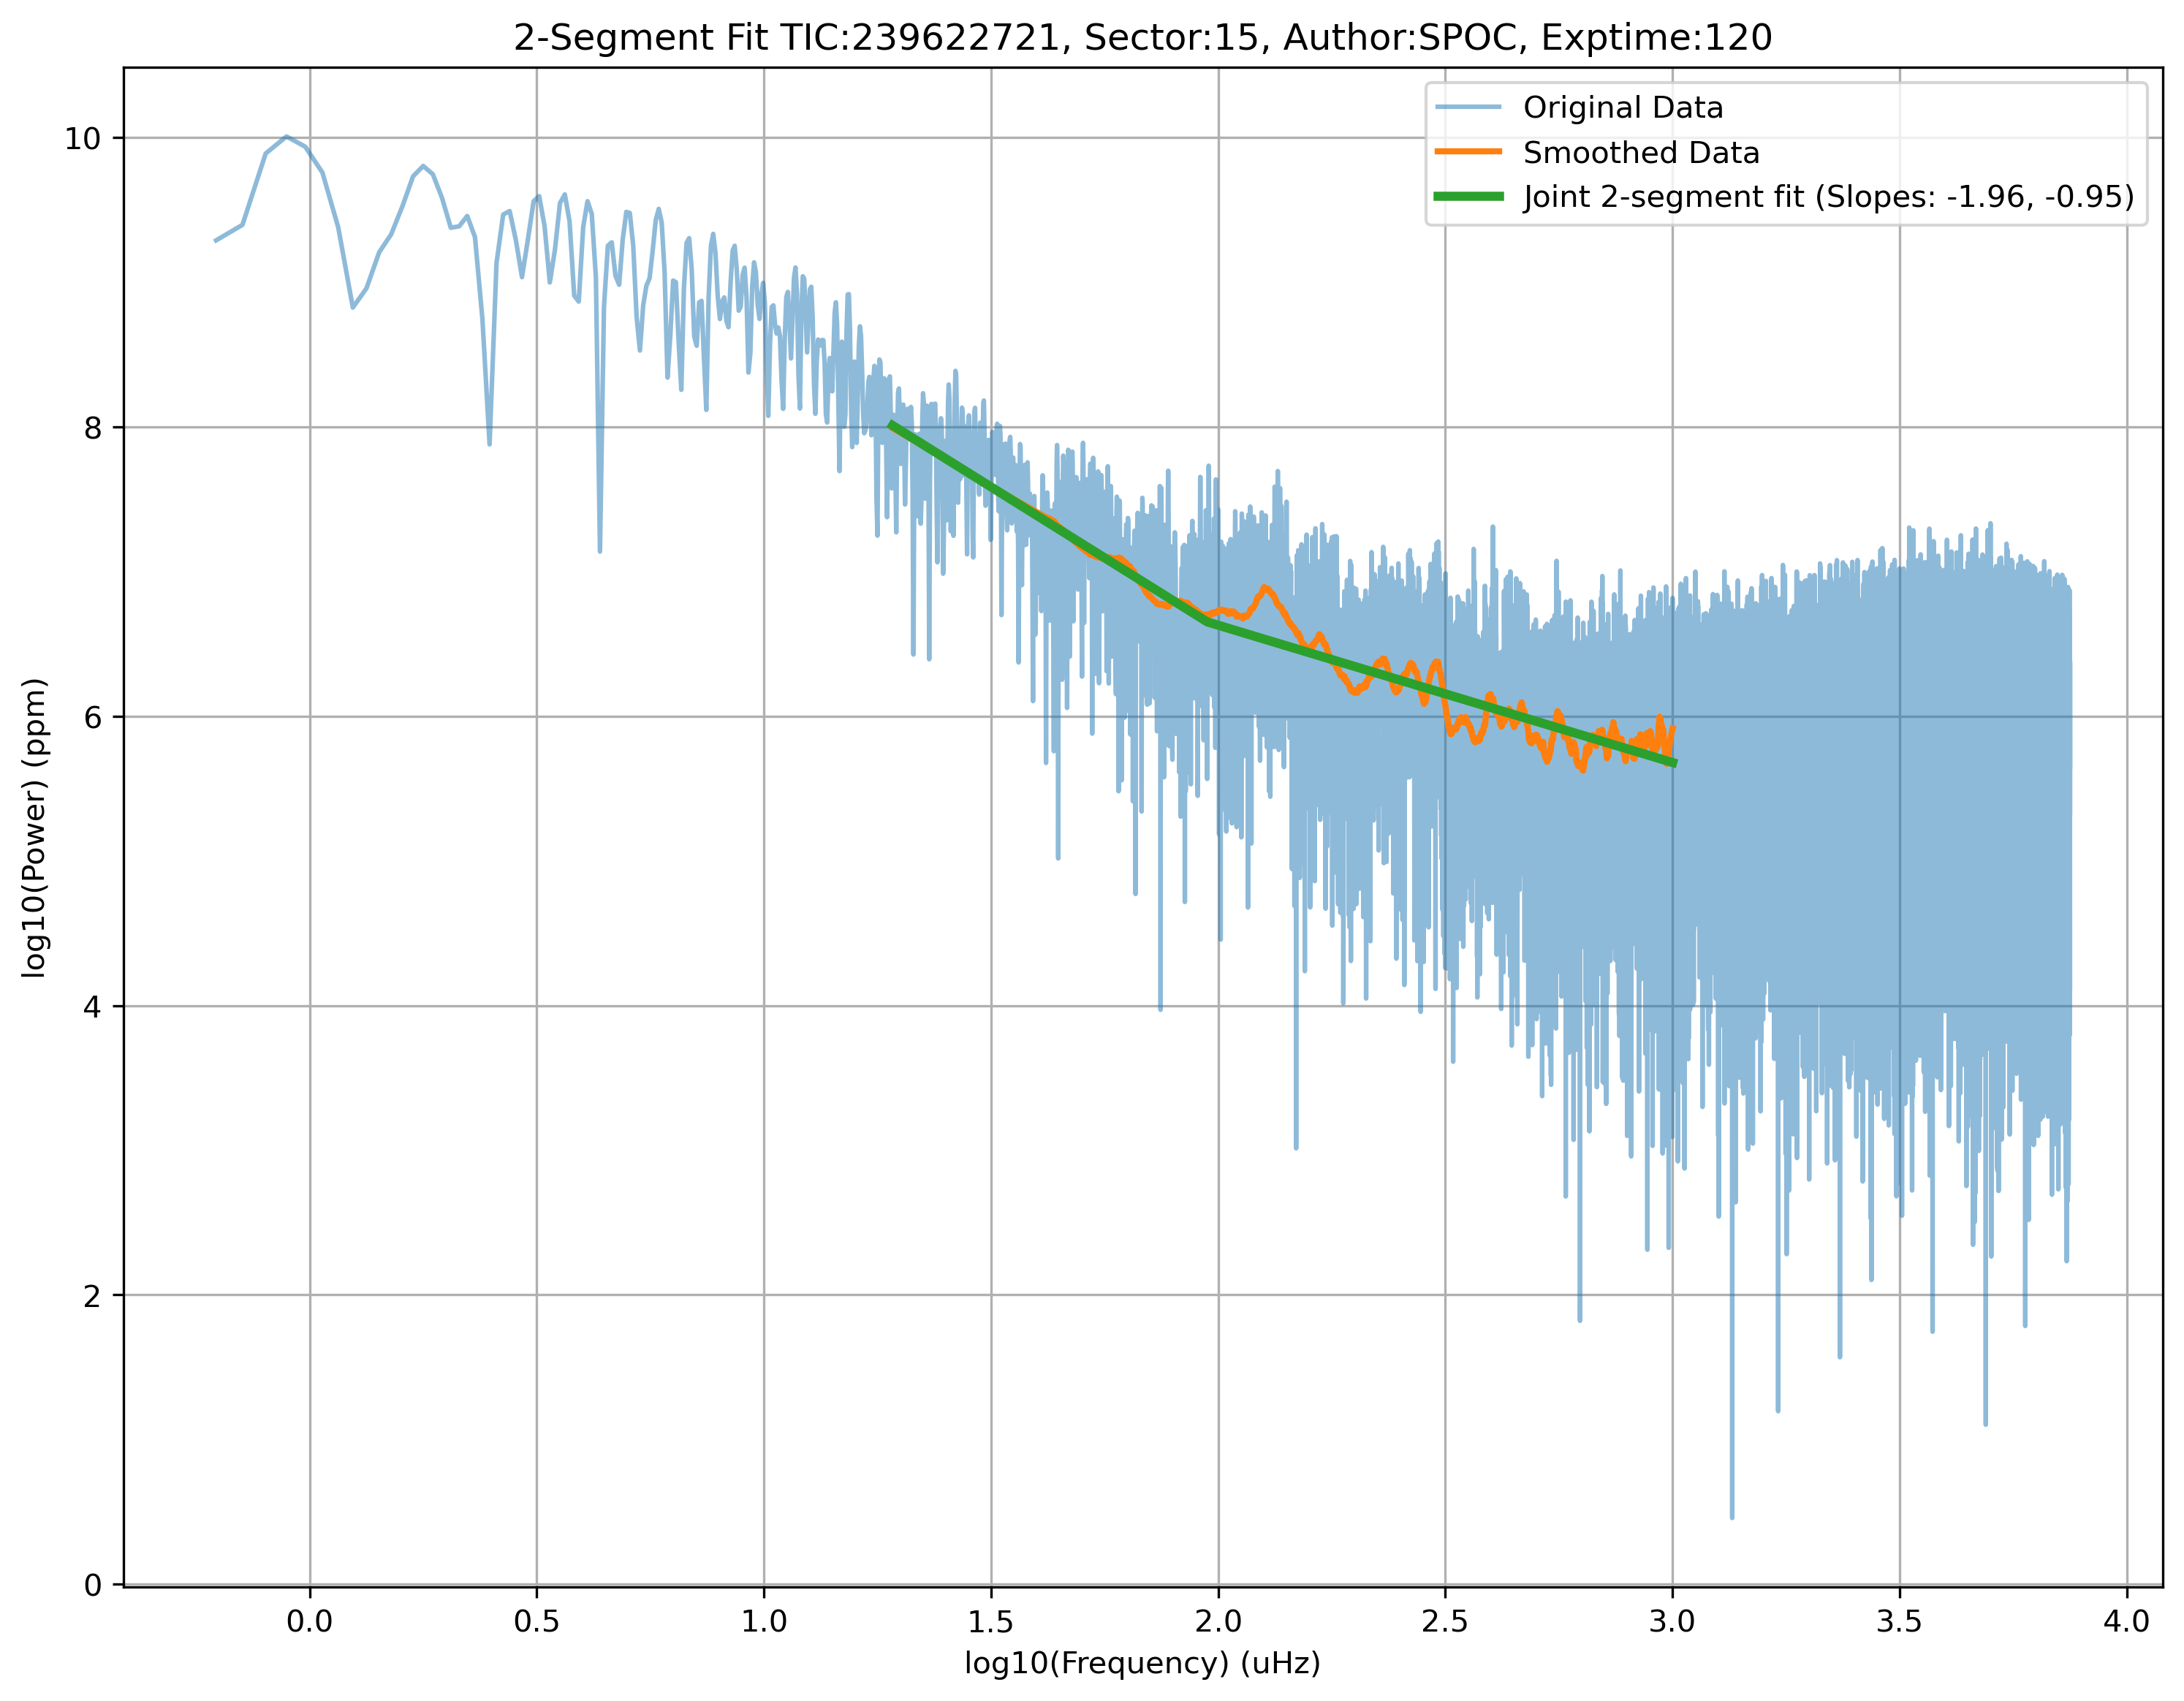 2-Segment Fit TIC:239622721, Sector:15, Author:SPOC, Exptime:120
Original Data
Smoothed Data
Joint 2-segment fit (Slopes: -1.96, -0.95)
log10(Power) (ppm)
10
8
6
4
2
0
0.0 0.5 1.0 1.5 2.0 2.5 3.0 3.5 4.0
log10(Frequency) (uHz)